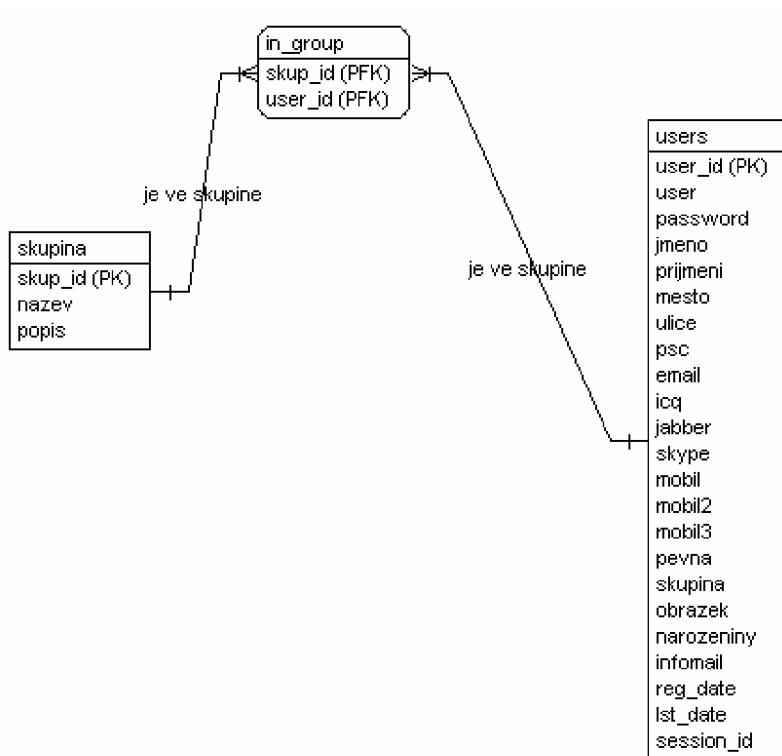 in_group
skup_id (PFK)
user_id (PFK)
je ve skupine
skupina
skup_id (PK)
nazev
popis
je ve skupine
users
user_id (PK)
user
password
jmeno
prijmeni
mesto
ulice
psc
email
icq
jabber
skype
mobil
mobil2
mobil3
pevna
skupina
obrazek
narozeniny
infomail
reg_date
lst_date
session_id